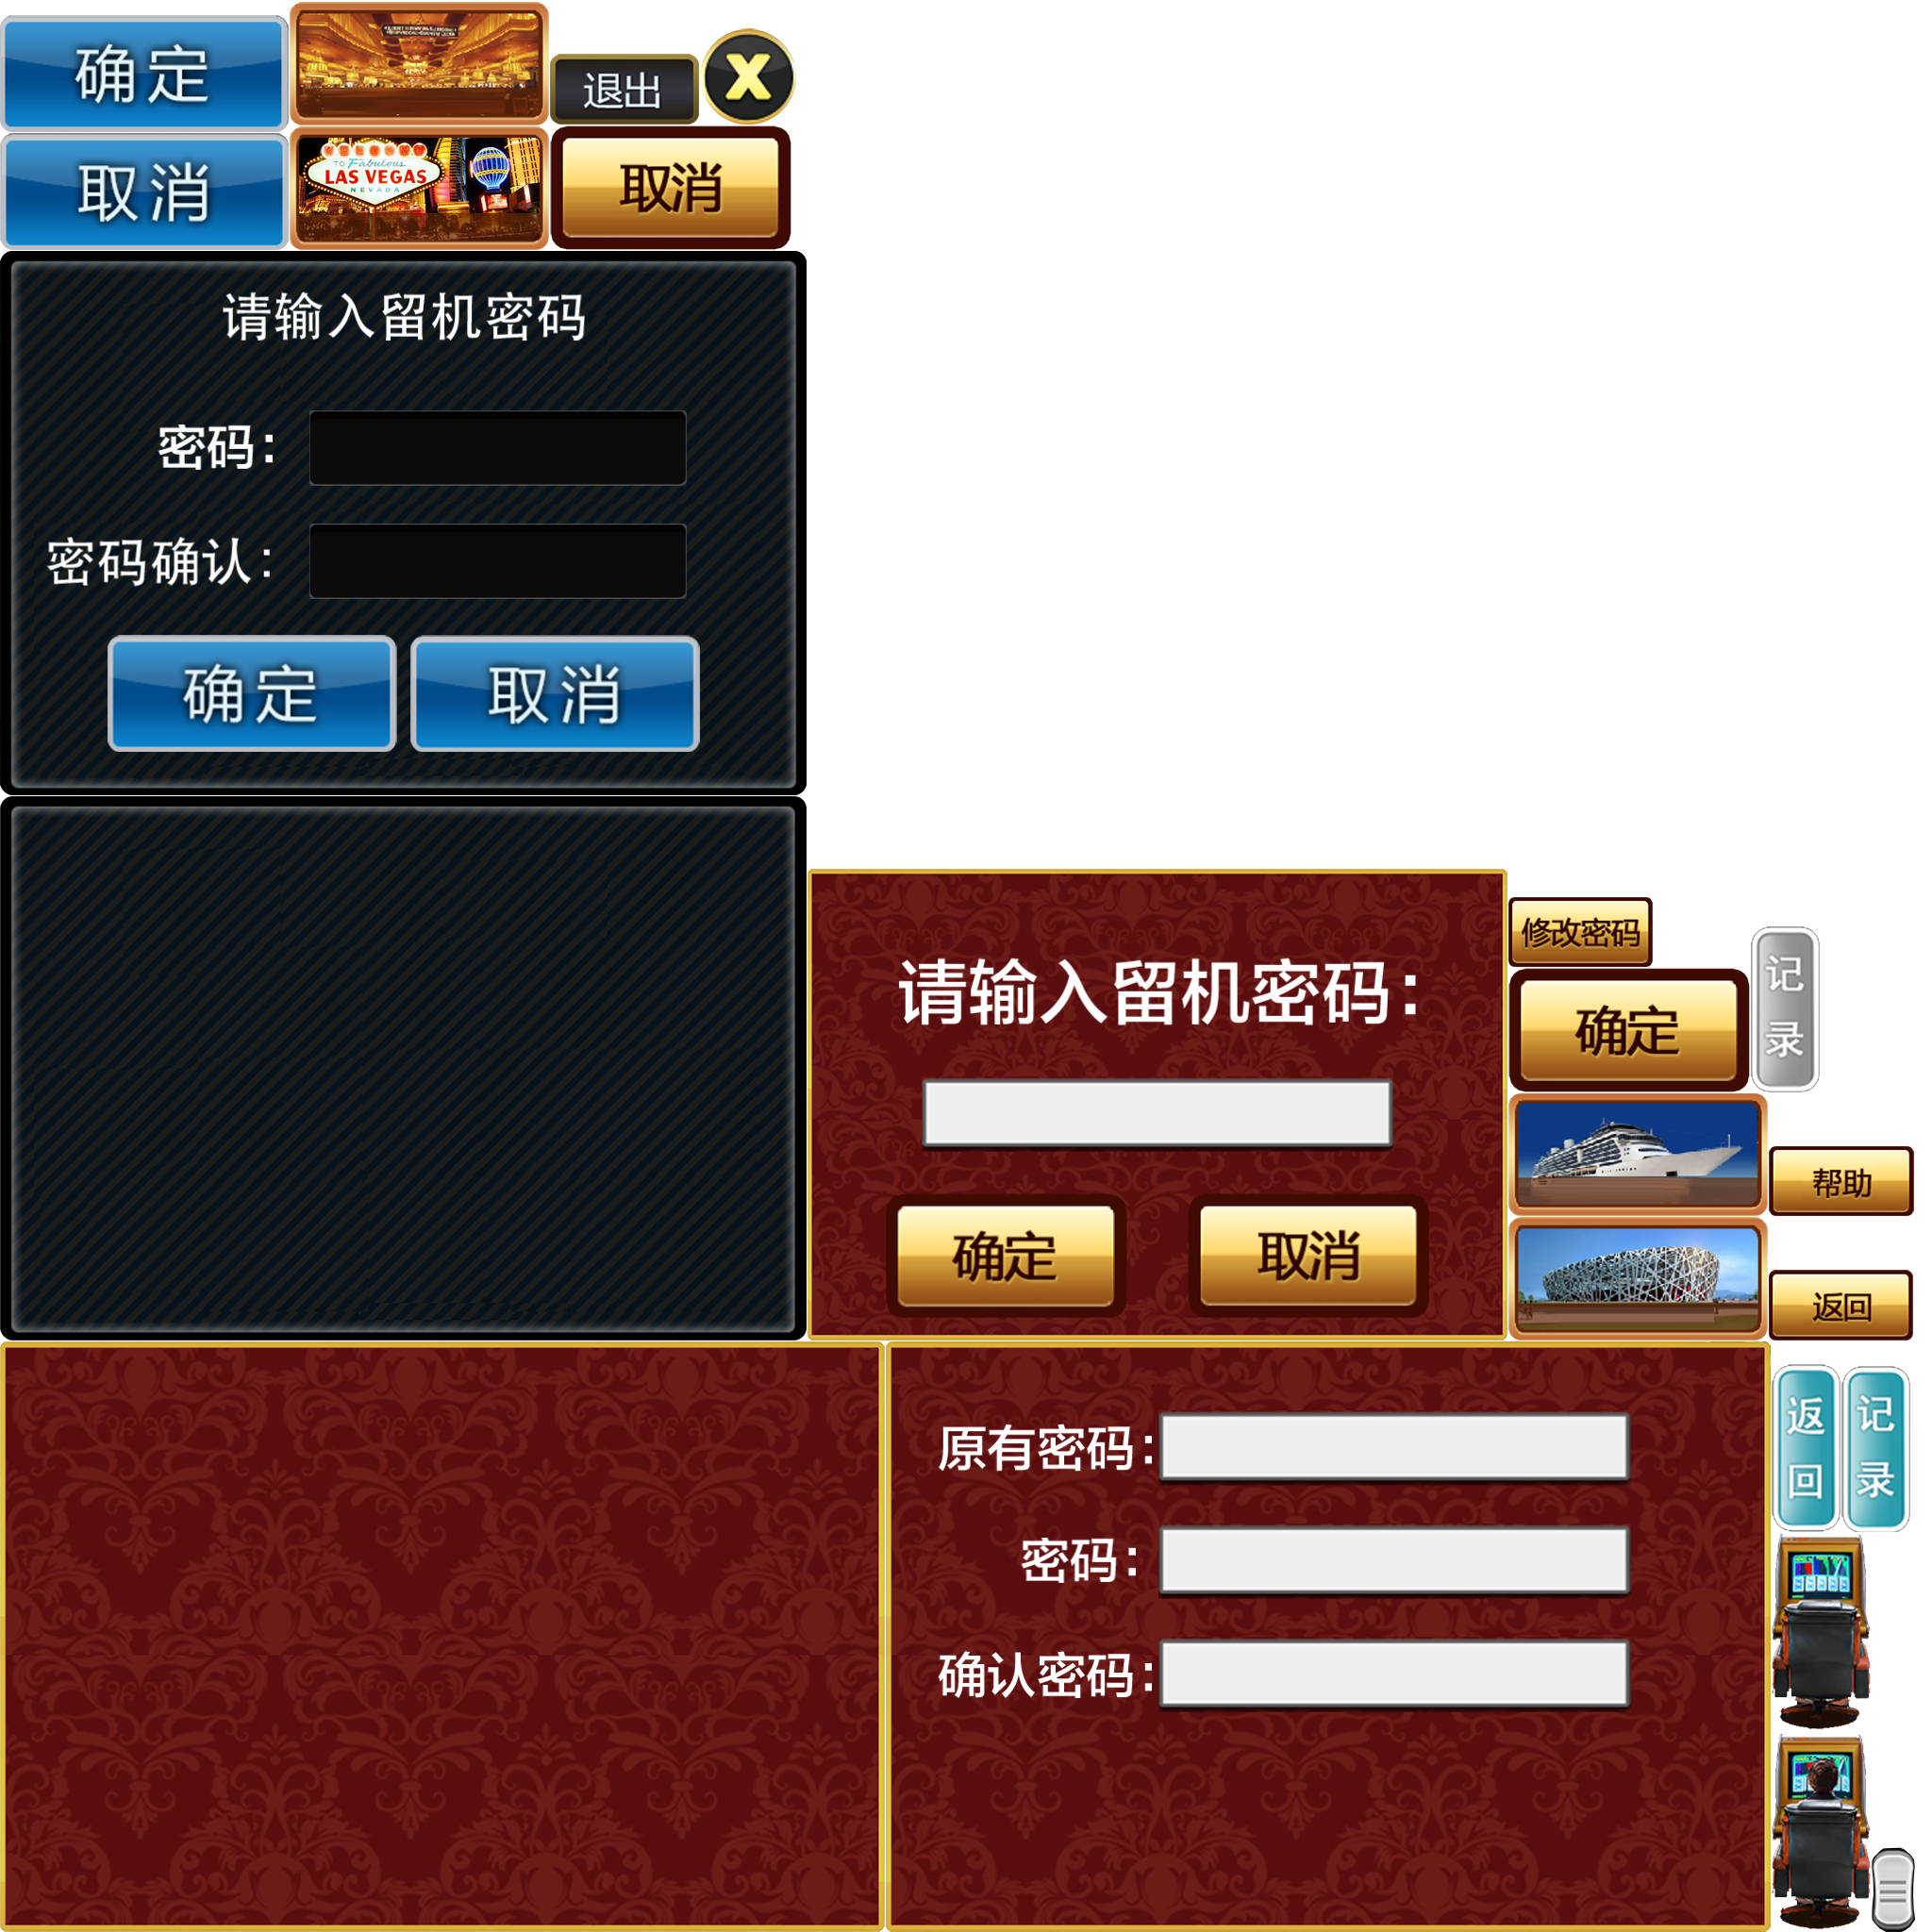 确定
退出
X
取消
TO Fabulous
LAS VEGAS
NEVADA
取消
请输入留机密码
密码：
密码确认：
确定 取消
请输入留机密码：
确定 取消
修改密码
确定
记录
帮助
返回
原有密码：
密码：
确认密码：
返回
记录